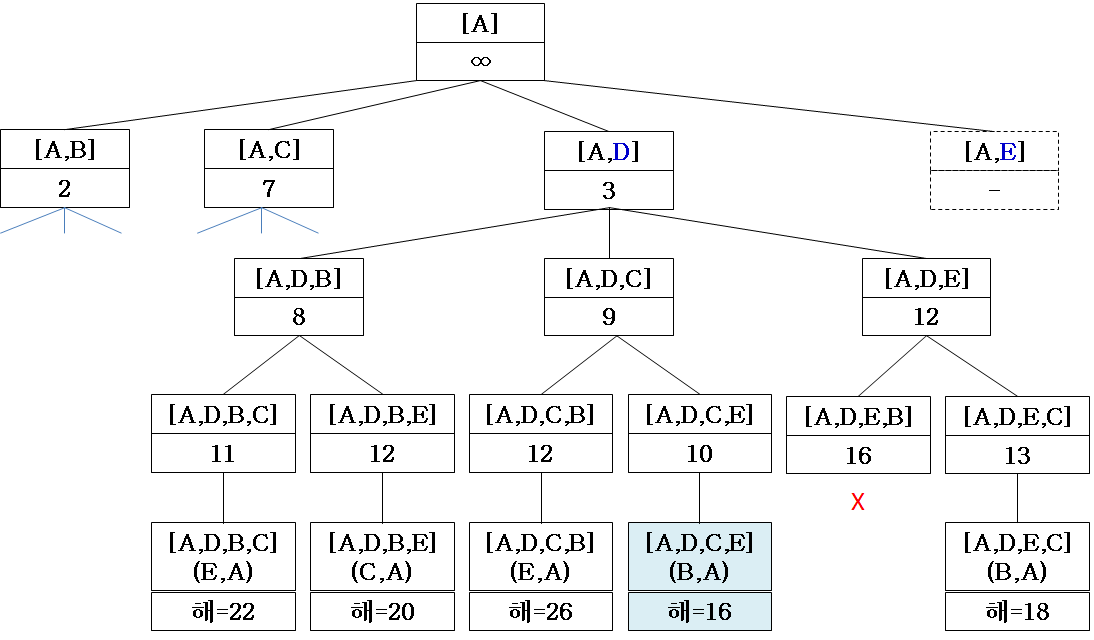 [A]
∞
[A,B]
2
[A,C]
7
[A,D]
3
[A,E]
–
[A,D,B]
8
[A,D,C]
9
[A,D,E]
12
[A,D,B,C]
11
[A,D,B,E]
12
[A,D,C,B]
12
[A,D,C,E]
10
[A,D,E,B]
16
[A,D,E,C]
13
X
[A,D,B,C]
(E,A)
해=22
[A,D,B,E]
(C,A)
해=20
[A,D,C,B]
(E,A)
해=26
[A,D,C,E]
(B,A)
해=16
[A,D,E,C]
(B,A)
해=18